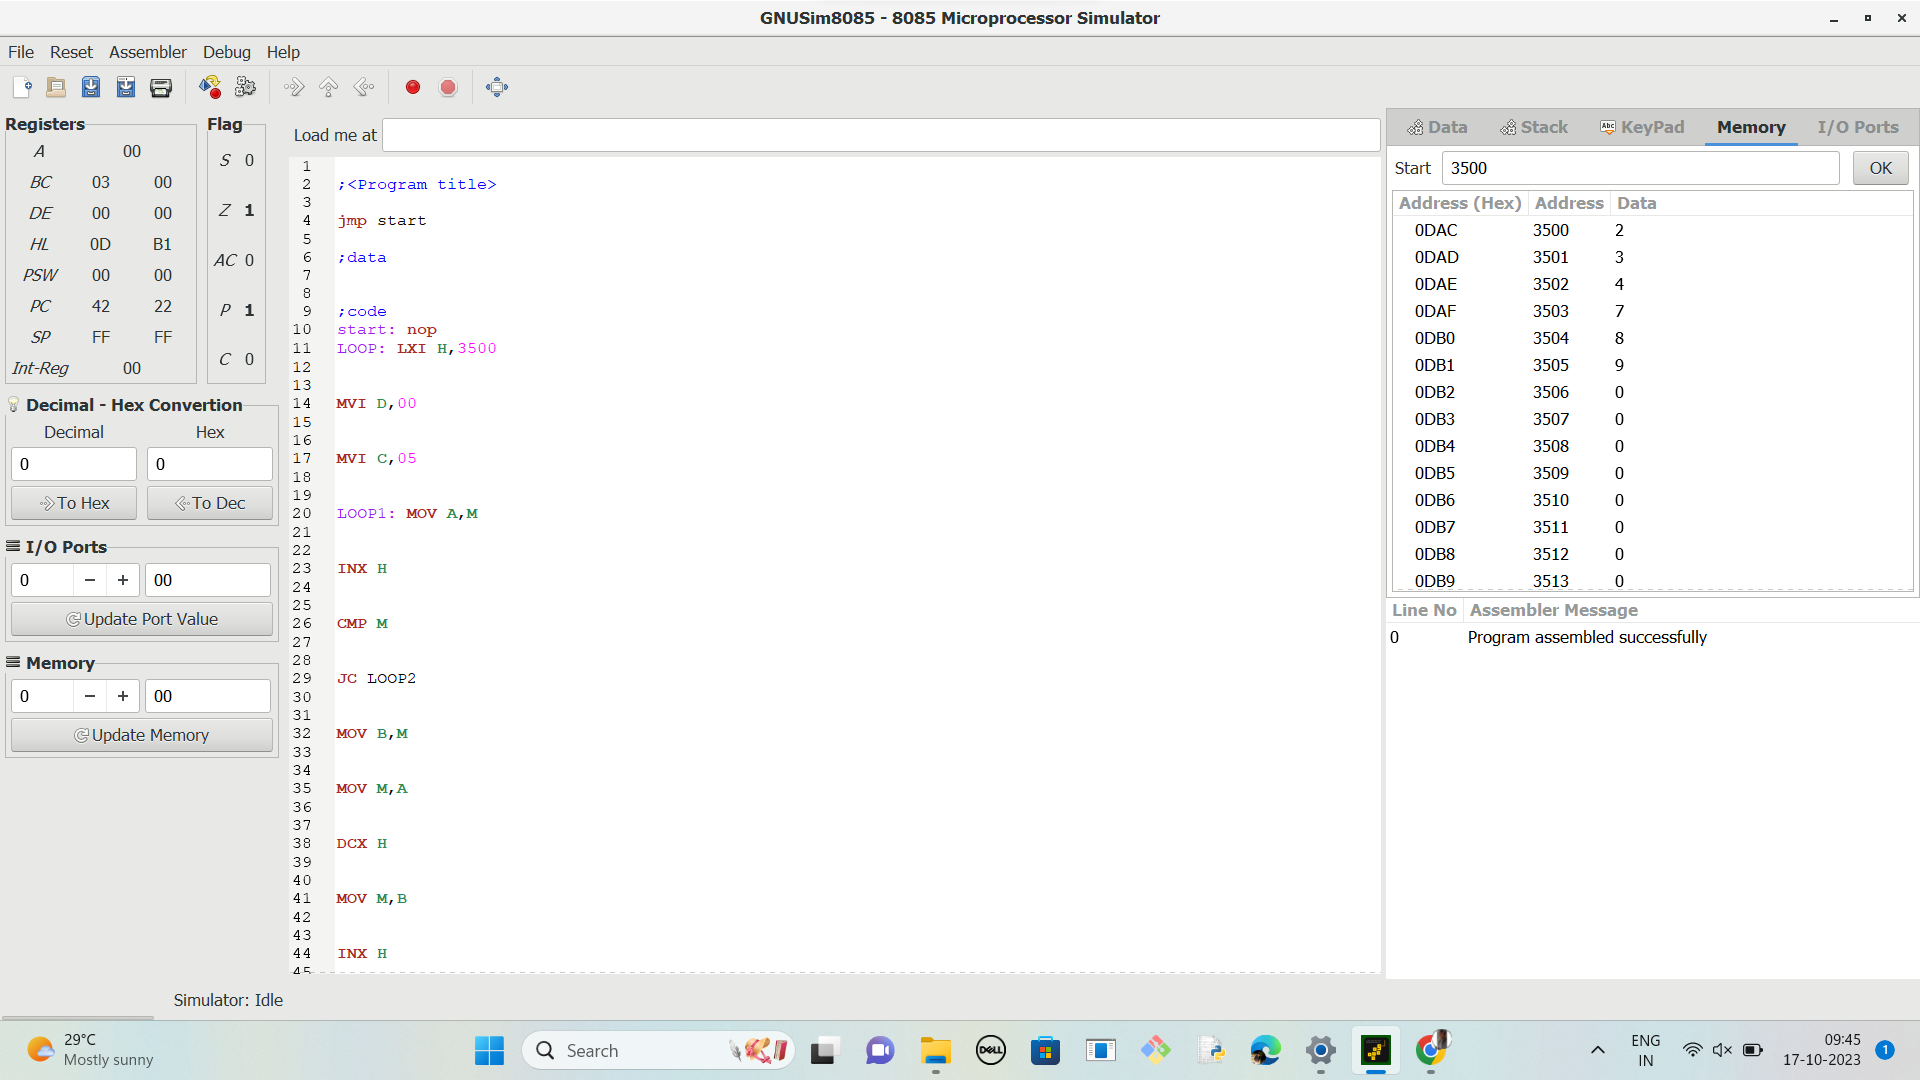 GNUSim8085 - 8085 Microprocessor Simulator
File Reset Assembler Debug Help
Registers
A 00
BC 03 00
DE 00 00
HL 0D B1
PSW 00 00
PC 42 22
SP FF FF
Int-Reg 00
Flag
S 0
Z 1
AC 0
P 1
C 0
Decimal - Hex Convertion
Decimal Hex
0 0
To Hex To Dec
I/O Ports
0 − + 00
Update Port Value
Memory
0 − + 00
Update Memory
Load me at
1
2 ;<Program title>
3
4 jmp start
5
6 ;data
7
8
9 ;code
10 start: nop
11 LOOP: LXI H,3500
12
13
14 MVI D,00
15
16
17 MVI C,05
18
19
20 LOOP1: MOV A,M
21
22
23 INX H
24
25
26 CMP M
27
28
29 JC LOOP2
30
31
32 MOV B,M
33
34
35 MOV M,A
36
37
38 DCX H
39
40
41 MOV M,B
42
43
44 INX H
45
Data Stack Abc KeyPad Memory I/O Ports
Start 3500 OK
Address (Hex) Address Data
0DAC 3500 2
0DAD 3501 3
0DAE 3502 4
0DAF 3503 7
0DB0 3504 8
0DB1 3505 9
0DB2 3506 0
0DB3 3507 0
0DB4 3508 0
0DB5 3509 0
0DB6 3510 0
0DB7 3511 0
0DB8 3512 0
0DB9 3513 0
Line No Assembler Message
0 Program assembled successfully
Simulator: Idle
29°C
Mostly sunny
Search
DELL
ENG
IN
09:45
17-10-2023
1